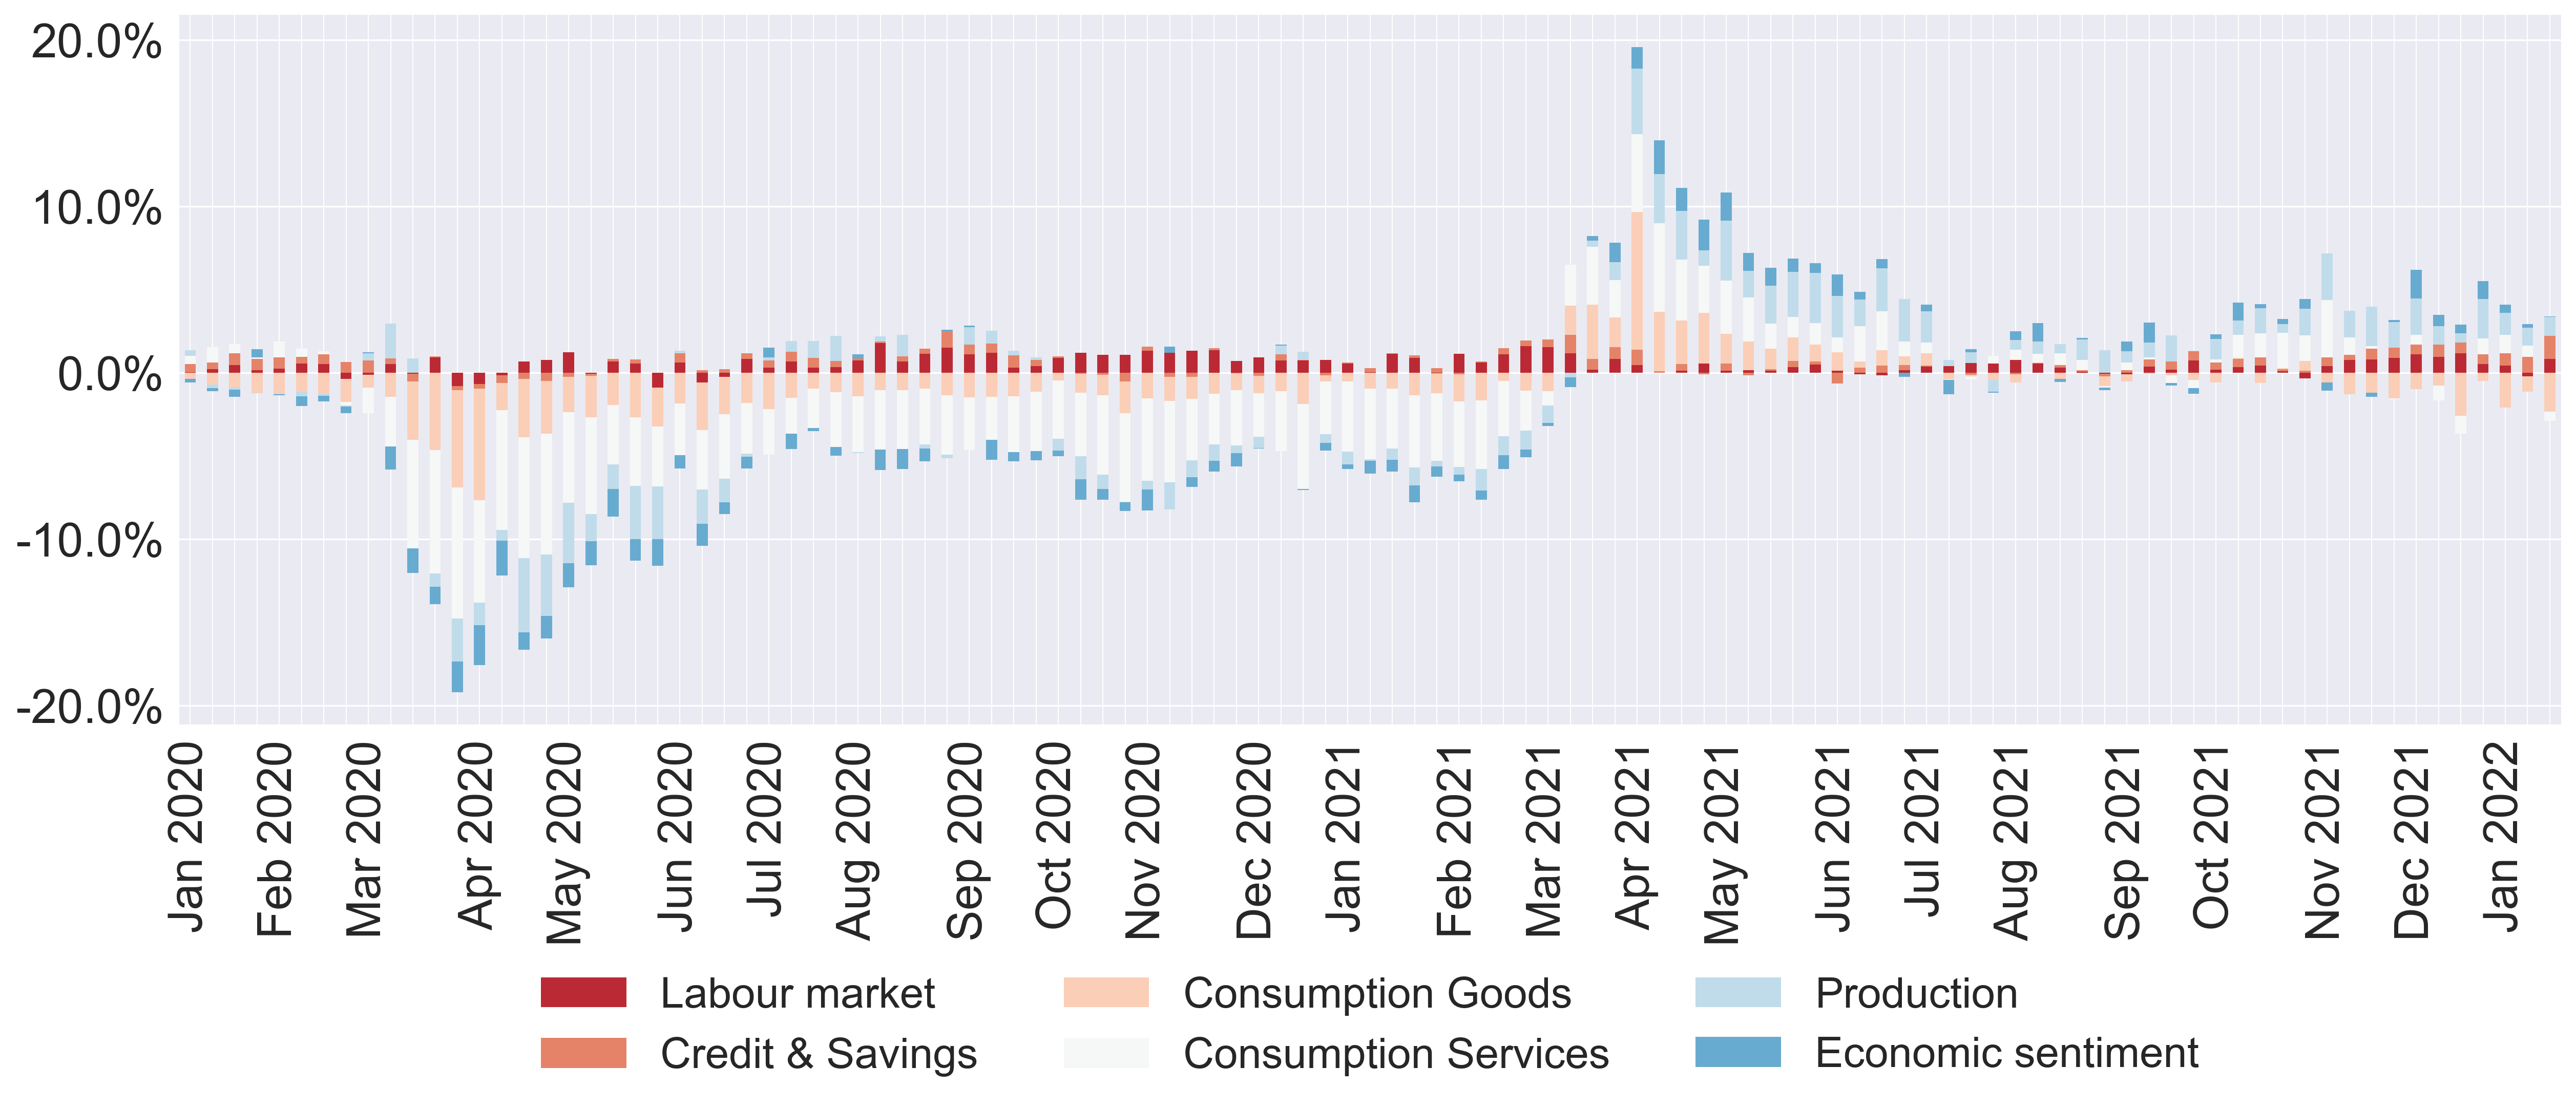 20.0%
10.0%
0.0%
-10.0%
-20.0%
Jan 2020
Feb 2020
Mar 2020
Apr 2020
May 2020
Jun 2020
Jul 2020
Aug 2020
Sep 2020
Oct 2020
Nov 2020
Dec 2020
Jan 2021
Feb 2021
Mar 2021
Apr 2021
May 2021
Jun 2021
Jul 2021
Aug 2021
Sep 2021
Oct 2021
Nov 2021
Dec 2021
Jan 2022
Labour market
Credit & Savings
Consumption Goods
Consumption Services
Production
Economic sentiment